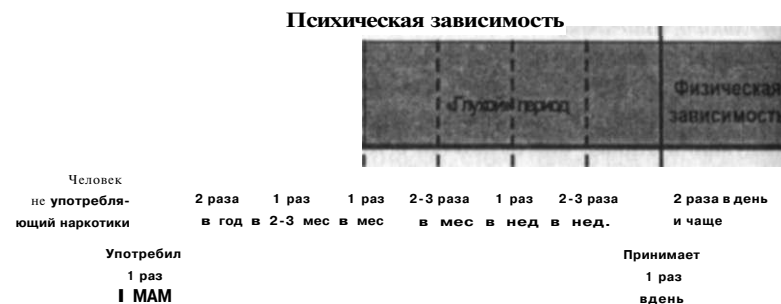 Психическая зависимость
«Глухой» период
Физическая
зависимость
Человек
не употребля-
ющий наркотики
2 раза 1 раз 1 раз 2-3 раза 1 раз 2-3 раза 2 раза в день
в год в 2-3 мес в мес в мес в нед в нед. и чаще
Употребил
1 раз
I МАМ
Принимает
1 раз
вдень